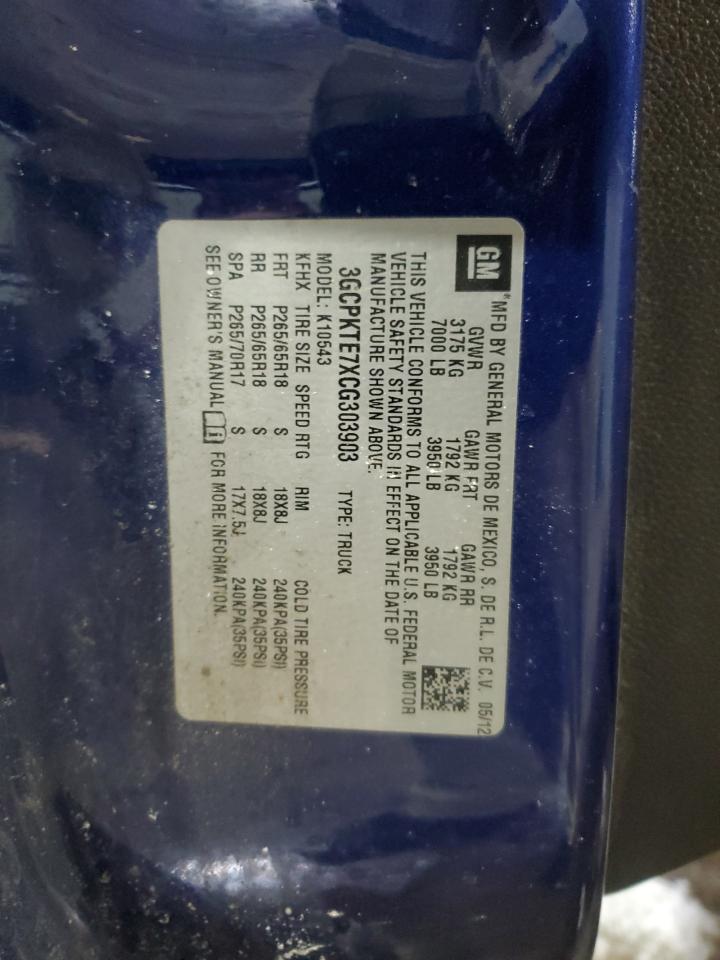 GM
*MFD BY GENERAL MOTORS DE MEXICO, S. DE R.L. DE C.V. 05/12
GVWR GAWR FRT GAWR RR
3175 KG 1792 KG 1792 KG
7000 LB 3950 LB 3950 LB
THIS VEHICLE CONFORMS TO ALL APPLICABLE U.S. FEDERAL MOTOR
VEHICLE SAFETY STANDARDS IN EFFECT ON THE DATE OF
MANUFACTURE SHOWN ABOVE.
3GCPKTE7XCG303903 TYPE: TRUCK
MODEL: K10543
KFHX TIRE SIZE SPEED RTG RIM COLD TIRE PRESSURE
FRT P265/65R18 S 18X8J 240KPA(35PSI)
RR P265/65R18 S 18X8J 240KPA(35PSI)
SPA P265/70R17 S 17X7.5J 240KPA(35PSI)
SEE OWNER'S MANUAL FOR MORE INFORMATION.